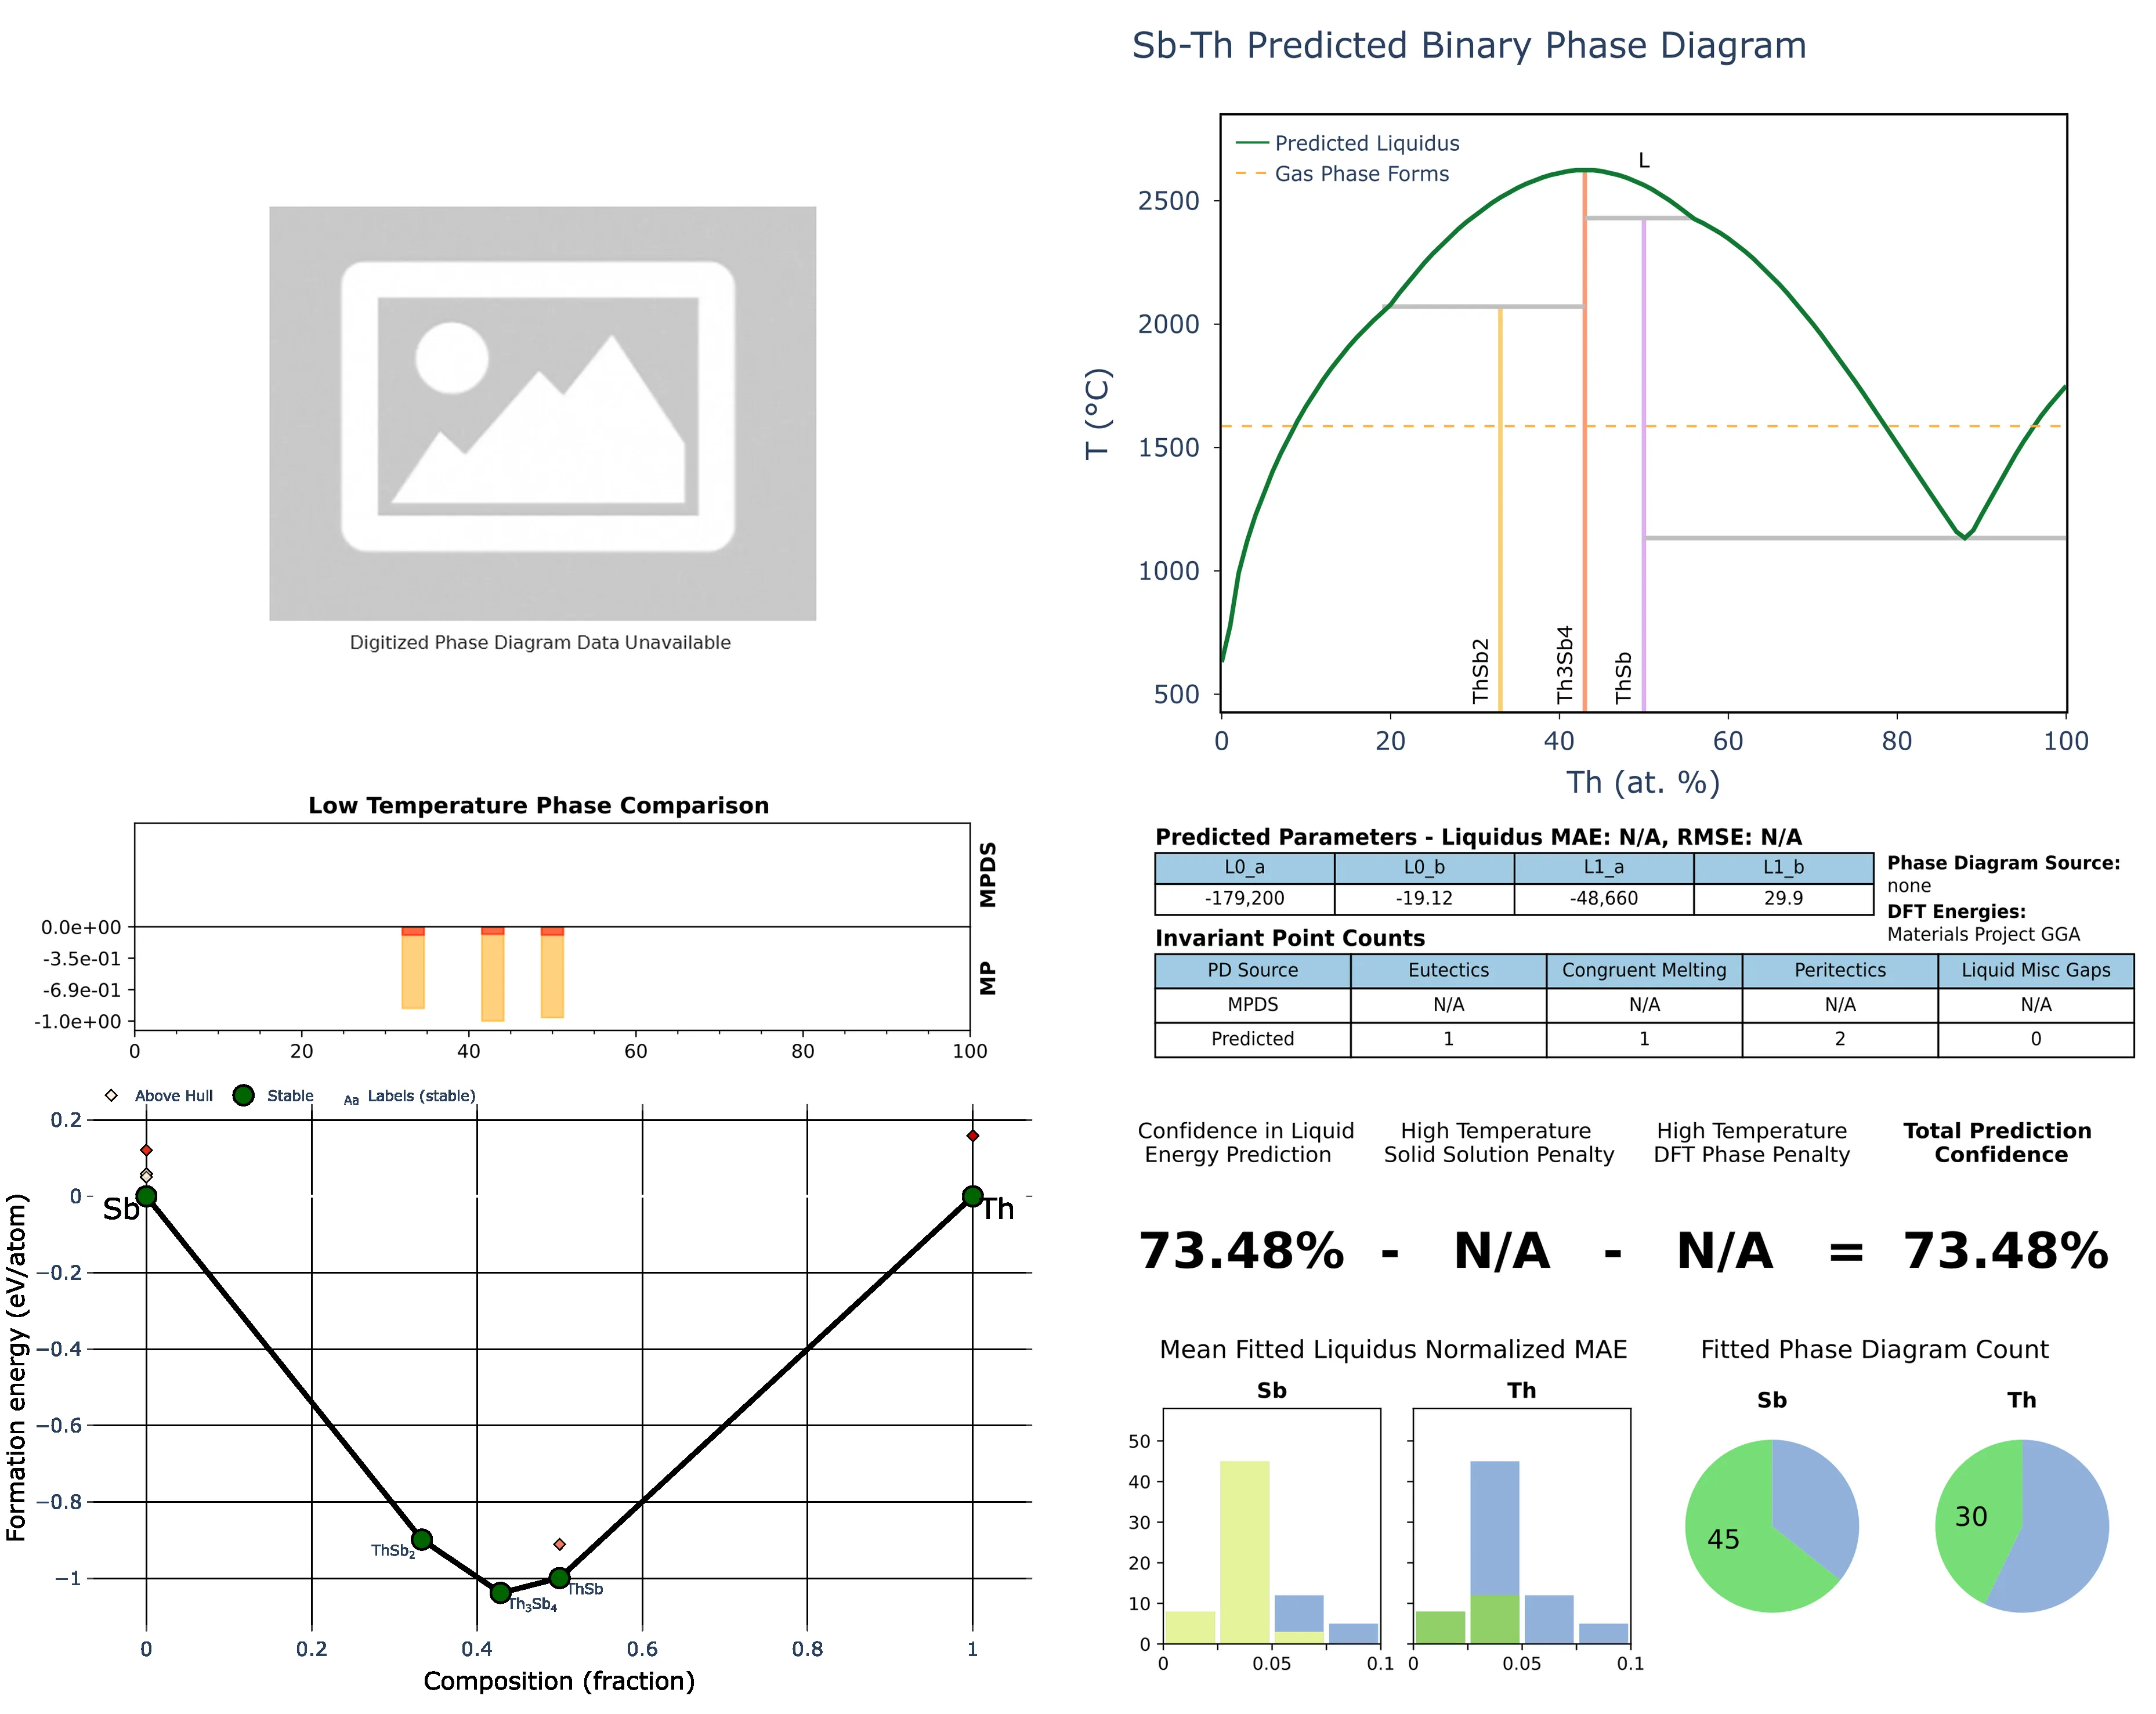 Sb-Th Predicted Binary Phase Diagram
Digitized Phase Diagram Data Unavailable
Predicted Liquidus
Gas Phase Forms
L
T (°C)
2500
2000
1500
1000
500
ThSb2
Th3Sb4
ThSb
0 20 40 60 80 100
Th (at. %)
Low Temperature Phase Comparison
MPDS
MP
0.0e+00
-3.5e-01
-6.9e-01
-1.0e+00
0 20 40 60 80 100
Predicted Parameters - Liquidus MAE: N/A, RMSE: N/A
L0_a L0_b L1_a L1_b
-179,200 -19.12 -48,660 29.9
Phase Diagram Source:
none
DFT Energies:
Materials Project GGA
Invariant Point Counts
PD Source Eutectics Congruent Melting Peritectics Liquid Misc Gaps
MPDS N/A N/A N/A N/A
Predicted 1 1 2 0
Above Hull Stable Aa Labels (stable)
Formation energy (eV/atom)
0.2
0
−0.2
−0.4
−0.6
−0.8
−1
Sb
Th
ThSb₂
Th₃Sb₄
ThSb
0 0.2 0.4 0.6 0.8 1
Composition (fraction)
Confidence in Liquid
Energy Prediction
High Temperature
Solid Solution Penalty
High Temperature
DFT Phase Penalty
Total Prediction
Confidence
73.48% - N/A - N/A = 73.48%
Mean Fitted Liquidus Normalized MAE
Sb Th
50
40
30
20
10
0
0 0.05 0.1
0 0.05 0.1
Fitted Phase Diagram Count
Sb Th
45
30